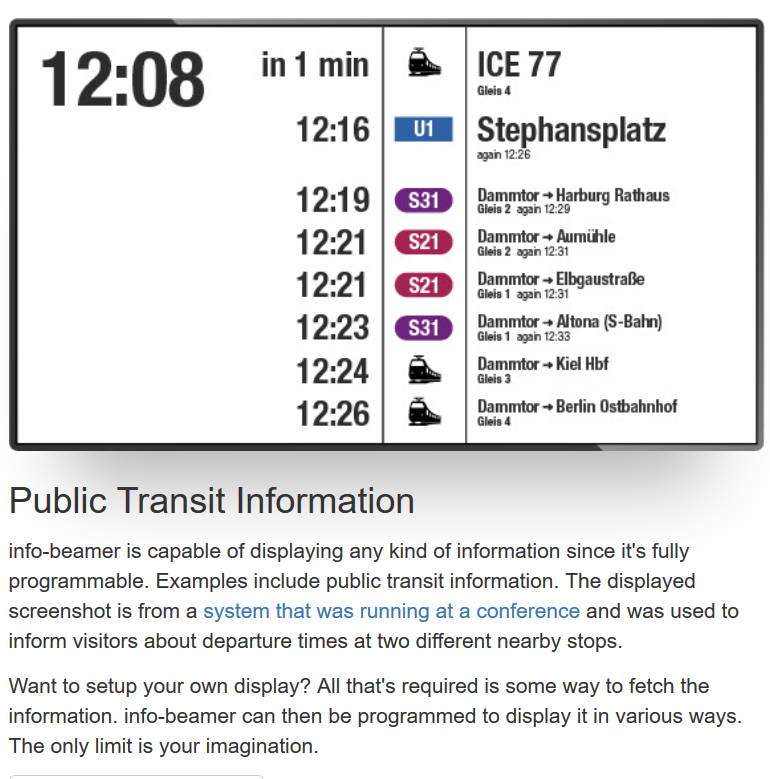 12:08
in 1 min
ICE 77
Gleis 4
12:16
U1
Stephansplatz
again 12:26
12:19
S31
Dammtor → Harburg Rathaus
Gleis 2 again 12:29
12:21
S21
Dammtor → Aumühle
Gleis 2 again 12:31
12:21
S21
Dammtor → Elbgaustraße
Gleis 1 again 12:31
12:23
S31
Dammtor → Altona (S-Bahn)
Gleis 1 again 12:33
12:24
Dammtor → Kiel Hbf
Gleis 3
12:26
Dammtor → Berlin Ostbahnhof
Gleis 4
Public Transit Information
info-beamer is capable of displaying any kind of information since it's fully
programmable. Examples include public transit information. The displayed
screenshot is from a system that was running at a conference and was used to
inform visitors about departure times at two different nearby stops.
Want to setup your own display? All that's required is some way to fetch the
information. info-beamer can then be programmed to display it in various ways.
The only limit is your imagination.